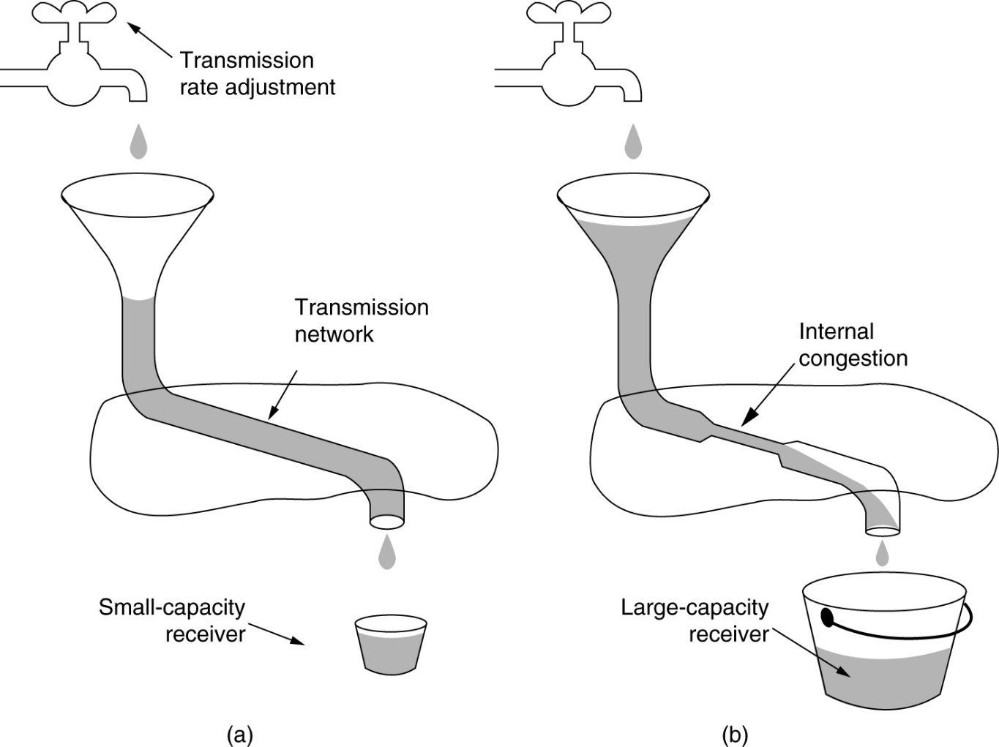 Transmission
rate adjustment
Transmission
network
Small-capacity
receiver
(a)
Internal
congestion
Large-capacity
receiver
(b)